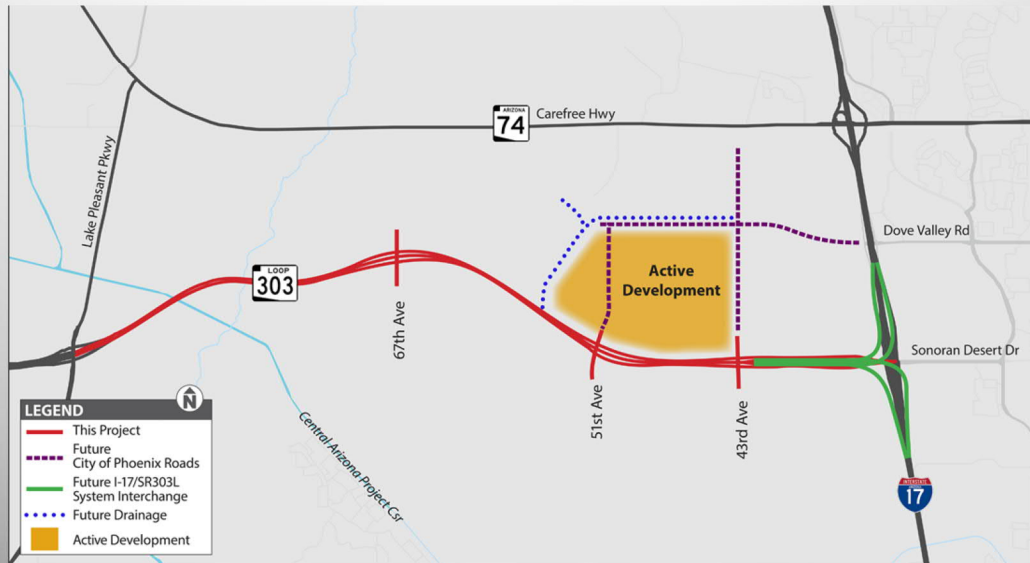 ARIZONA
74
Carefree Hwy
Lake Pleasant Pkwy
Dove Valley Rd
LOOP
303
67th Ave
Active
Development
Sonoran Desert Dr
51st Ave
43rd Ave
Central Arizona Project Csr
INTERSTATE
17
N
LEGEND
This Project
Future
City of Phoenix Roads
Future I-17/SR303L
System Interchange
Future Drainage
Active Development